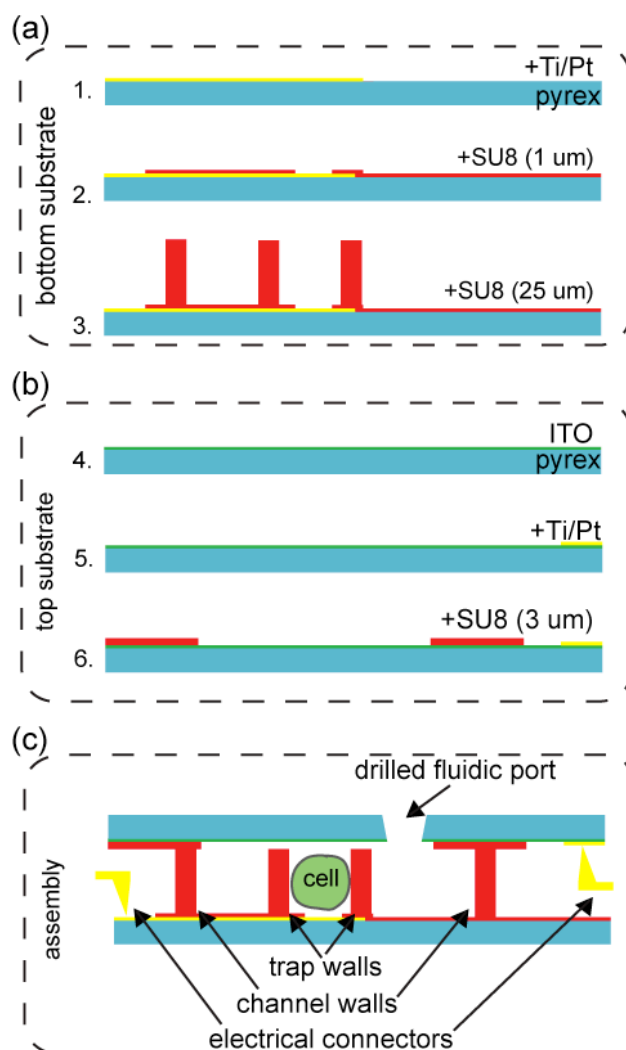 (a)
bottom substrate
+Ti/Pt
1.
pyrex
+SU8 (1 um)
2.
+SU8 (25 um)
3.
(b)
top substrate
ITO
4.
pyrex
+Ti/Pt
5.
+SU8 (3 um)
6.
(c)
assembly
drilled fluidic port
cell
trap walls
channel walls
electrical connectors